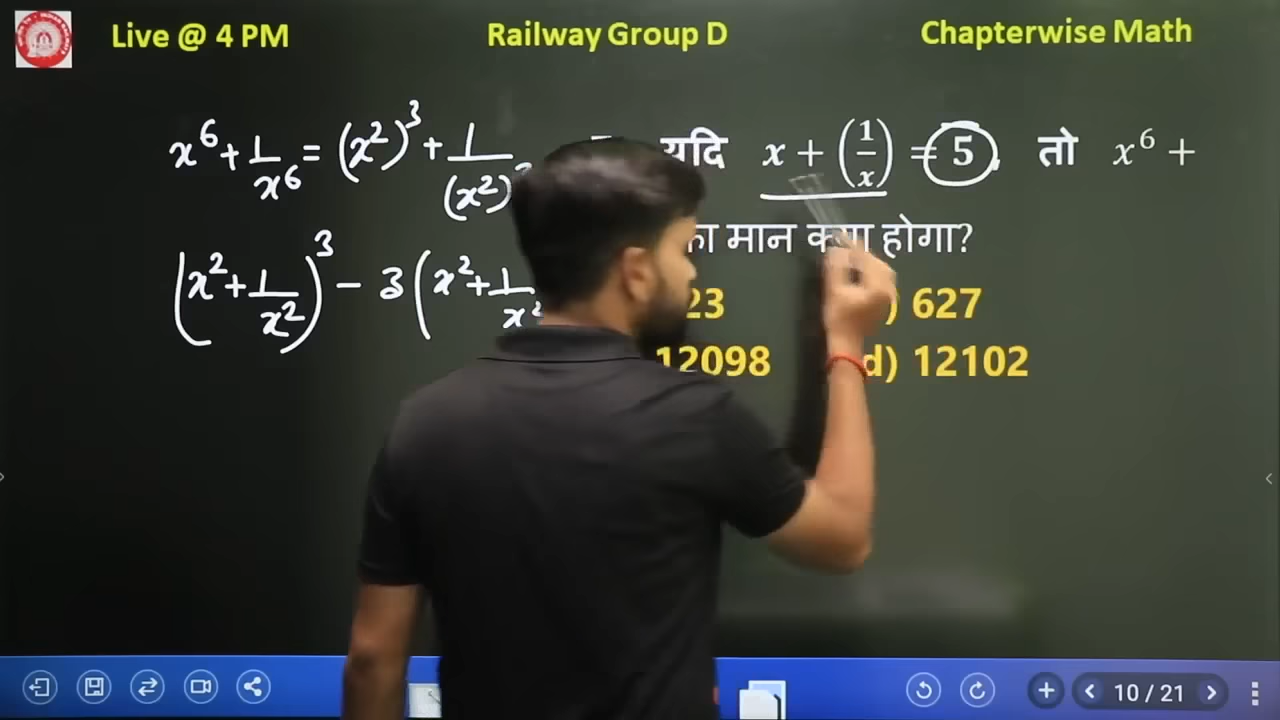 Live @ 4 PM
Railway Group D
Chapterwise Math
x⁶ + 1/x⁶ = (x²)³ + 1/(x²)
यदि x + (1/x) = 5, तो x⁶ +
मान क्या होगा?
(x² + 1/x²)³ - 3(x² + 1/x²
23
) 627
12098
d) 12102
10 / 21